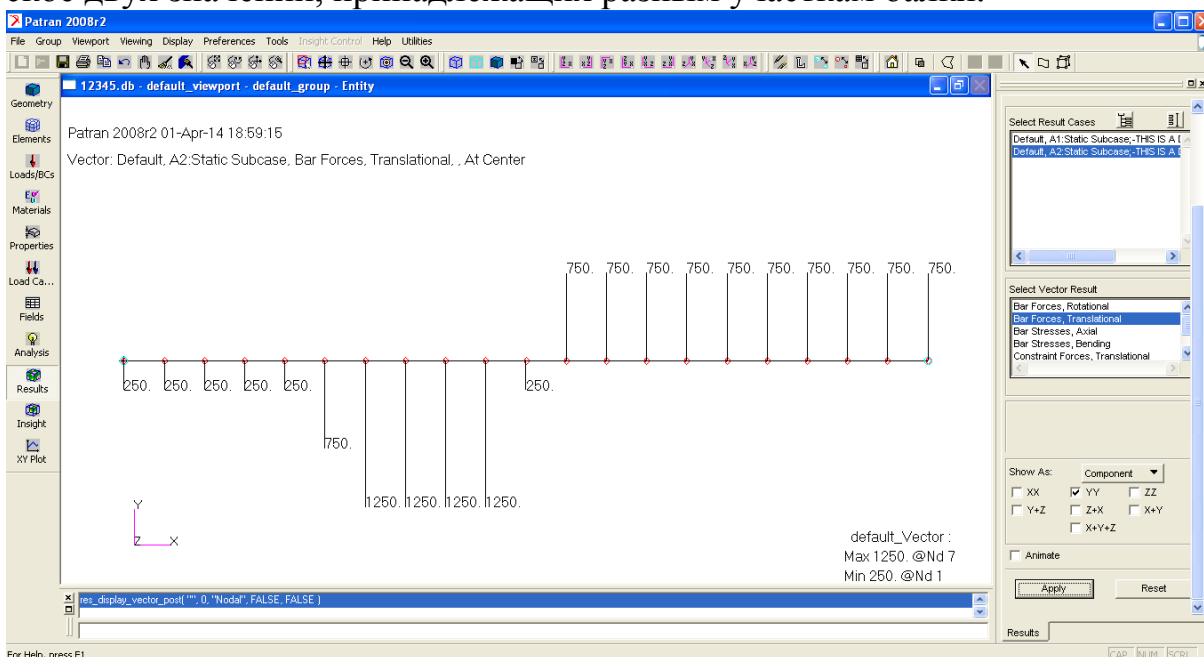 двух значений, принадлежащих разным участкам балки.
Patran 2008r2
File Group Viewport Viewing Display Preferences Tools Insight Control Help Utilities
12345.db - default_viewport - default_group - Entity
Geometry
Elements
Loads/BCs
Materials
Properties
Load Ca...
Fields
Analysis
Results
Insight
XY Plot
Patran 2008r2 01-Apr-14 18:59:15
Vector: Default, A2:Static Subcase, Bar Forces, Translational, , At Center
750. 750. 750. 750. 750. 750. 750. 750. 750. 750.
250. 250. 250. 250. 250. 250.
750.
1250. 1250. 1250. 1250.
Y
Z X
default_Vector :
Max 1250. @Nd 7
Min 250. @Nd 1
res_display_vector_post( "", 0, "Nodal", FALSE, FALSE )
Select Result Cases
Default, A1:Static Subcase;-THIS IS A
Default, A2:Static Subcase;-THIS IS A
Select Vector Result
Bar Forces, Rotational
Bar Forces, Translational
Bar Stresses, Axial
Bar Stresses, Bending
Constraint Forces, Translational
Show As: Component
XX YY ZZ
Y+Z Z+X X+Y
X+Y+Z
Animate
Apply Reset
Results
For Help, press F1
CAP NUM SCRL